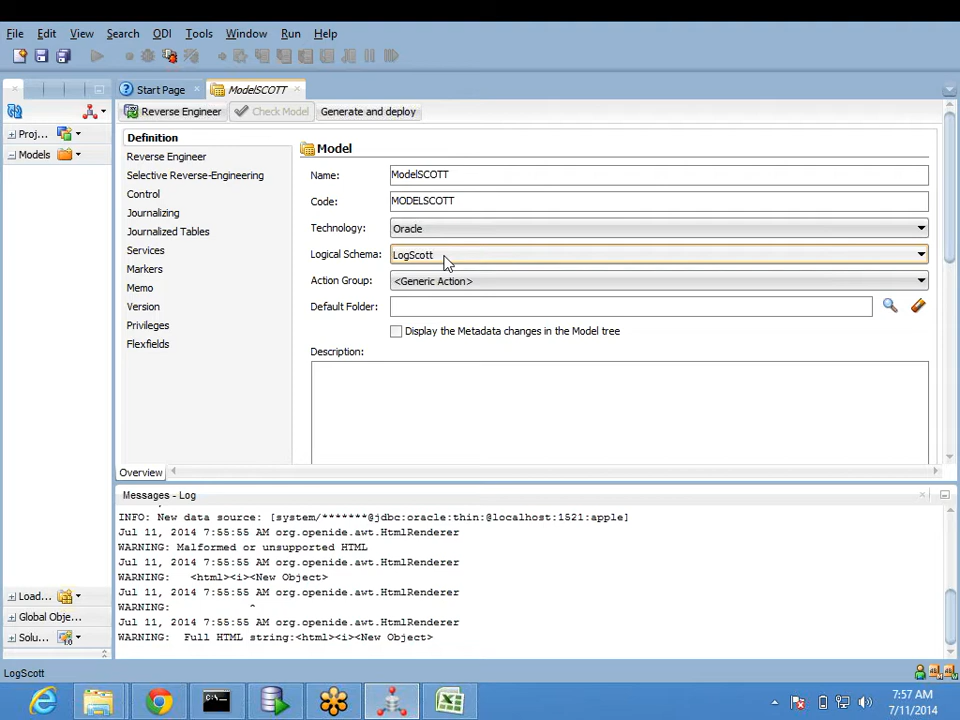 File Edit View Search ODI Tools Window Run Help
Start Page ModelSCOTT
Reverse Engineer Check Model Generate and deploy
Proj...
Models
Load...
Global Obje...
Solu...
Definition
Reverse Engineer
Selective Reverse-Engineering
Control
Journalizing
Journalized Tables
Services
Markers
Memo
Version
Privileges
Flexfields
Model
Name: ModelSCOTT
Code: MODELSCOTT
Technology: Oracle
Logical Schema: LogScott
Action Group: <Generic Action>
Default Folder:
Display the Metadata changes in the Model tree
Description:
Overview
Messages - Log
INFO: New data source: [system/*******@jdbc:oracle:thin:@localhost:1521:apple]
Jul 11, 2014 7:55:55 AM org.openide.awt.HtmlRenderer
WARNING: Malformed or unsupported HTML
Jul 11, 2014 7:55:55 AM org.openide.awt.HtmlRenderer
WARNING: <html><i><New Object>
Jul 11, 2014 7:55:55 AM org.openide.awt.HtmlRenderer
WARNING: ^
Jul 11, 2014 7:55:55 AM org.openide.awt.HtmlRenderer
WARNING: Full HTML string:<html><i><New Object>
LogScott
7:57 AM
7/11/2014